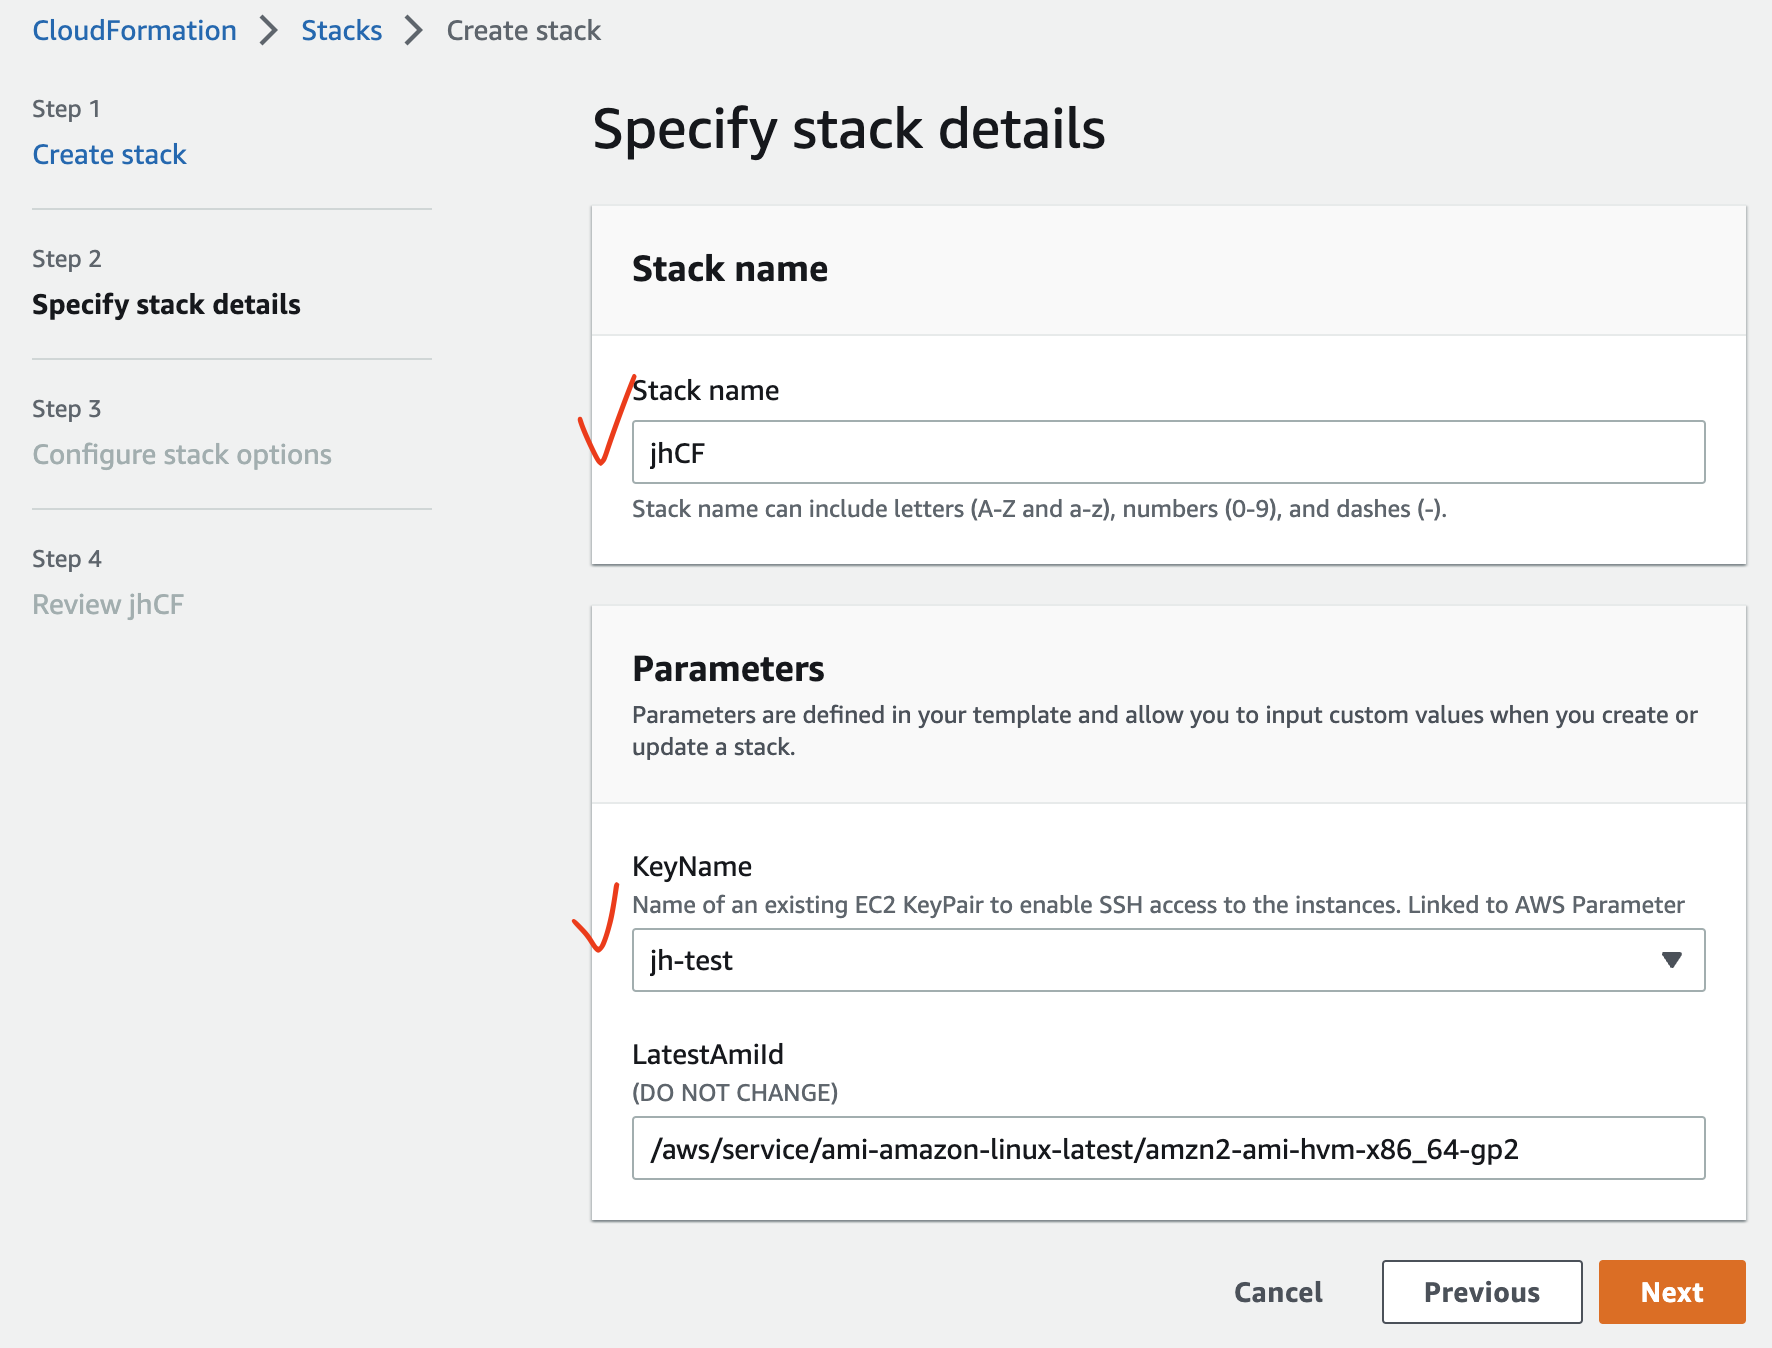 CloudFormation > Stacks > Create stack
Step 1
Create stack
Step 2
Specify stack details
Step 3
Configure stack options
Step 4
Review jhCF
Specify stack details
Stack name
Stack name
jhCF
Stack name can include letters (A-Z and a-z), numbers (0-9), and dashes (-).
Parameters
Parameters are defined in your template and allow you to input custom values when you create or
update a stack.
KeyName
Name of an existing EC2 KeyPair to enable SSH access to the instances. Linked to AWS Parameter
jh-test
LatestAmiId
(DO NOT CHANGE)
/aws/service/ami-amazon-linux-latest/amzn2-ami-hvm-x86_64-gp2
Cancel
Previous
Next